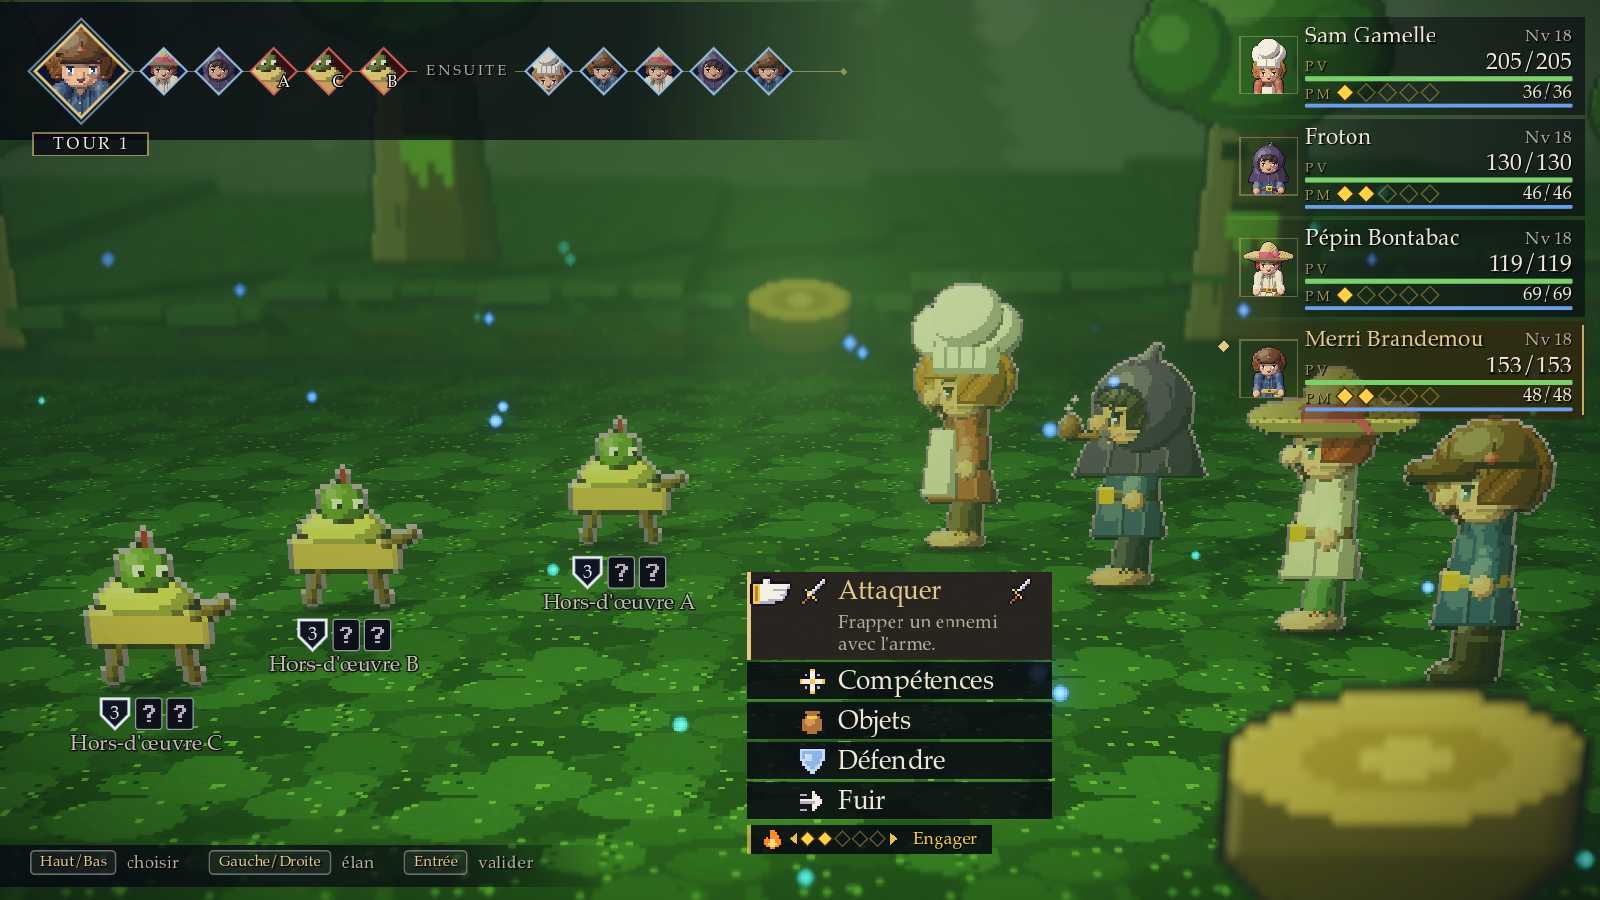 A
C
B
ENSUITE
TOUR 1
Sam Gamelle Nv 18
PV 205/205
PM 36/36
Froton Nv 18
PV 130/130
PM 46/46
Pépin Bontabac Nv 18
PV 119/119
PM 69/69
Merri Brandemou Nv 18
PV 153/153
PM 48/48
3 ? ?
Hors-d'œuvre A
3 ? ?
Hors-d'œuvre B
3 ? ?
Hors-d'œuvre C
Attaquer
Frapper un ennemi
avec l'arme.
Compétences
Objets
Défendre
Fuir
Engager
Haut/Bas choisir Gauche/Droite élan Entrée valider